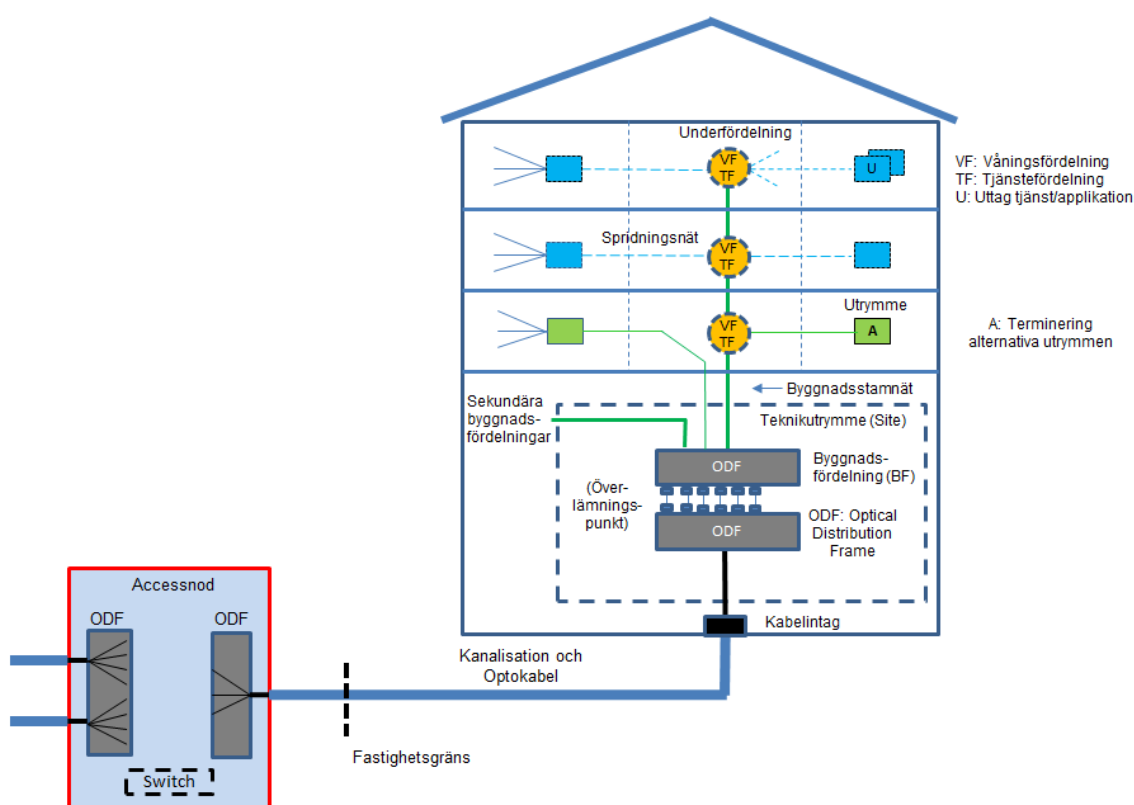 Underfördelning
VF
TF
U
VF: Våningsfördelning
TF: Tjänstefördelning
U: Uttag tjänst/applikation
Spridningsnät
VF
TF
Utrymme
VF
TF
A
A: Terminering
alternativa utrymmen
Byggnadsstamnät
Sekundära
byggnads-
fördelningar
Teknikutrymme (Site)
ODF
Byggnads-
fördelning (BF)
(Över-
lämnings-
punkt)
ODF
ODF: Optical
Distribution
Frame
Kabelintag
Accessnod
ODF
ODF
Kanalisation och
Optokabel
Fastighetsgräns
Switch